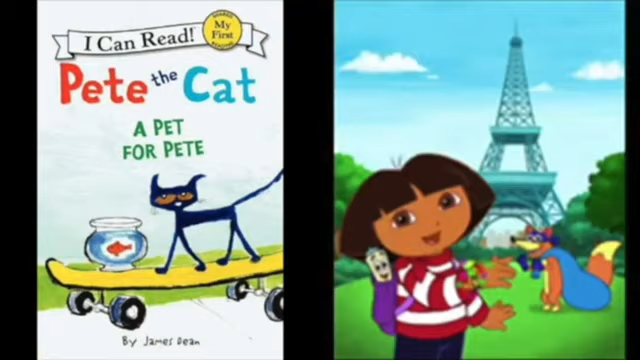 I Can Read!
My
First
Pete the Cat
A PET
FOR PETE
By James Dean